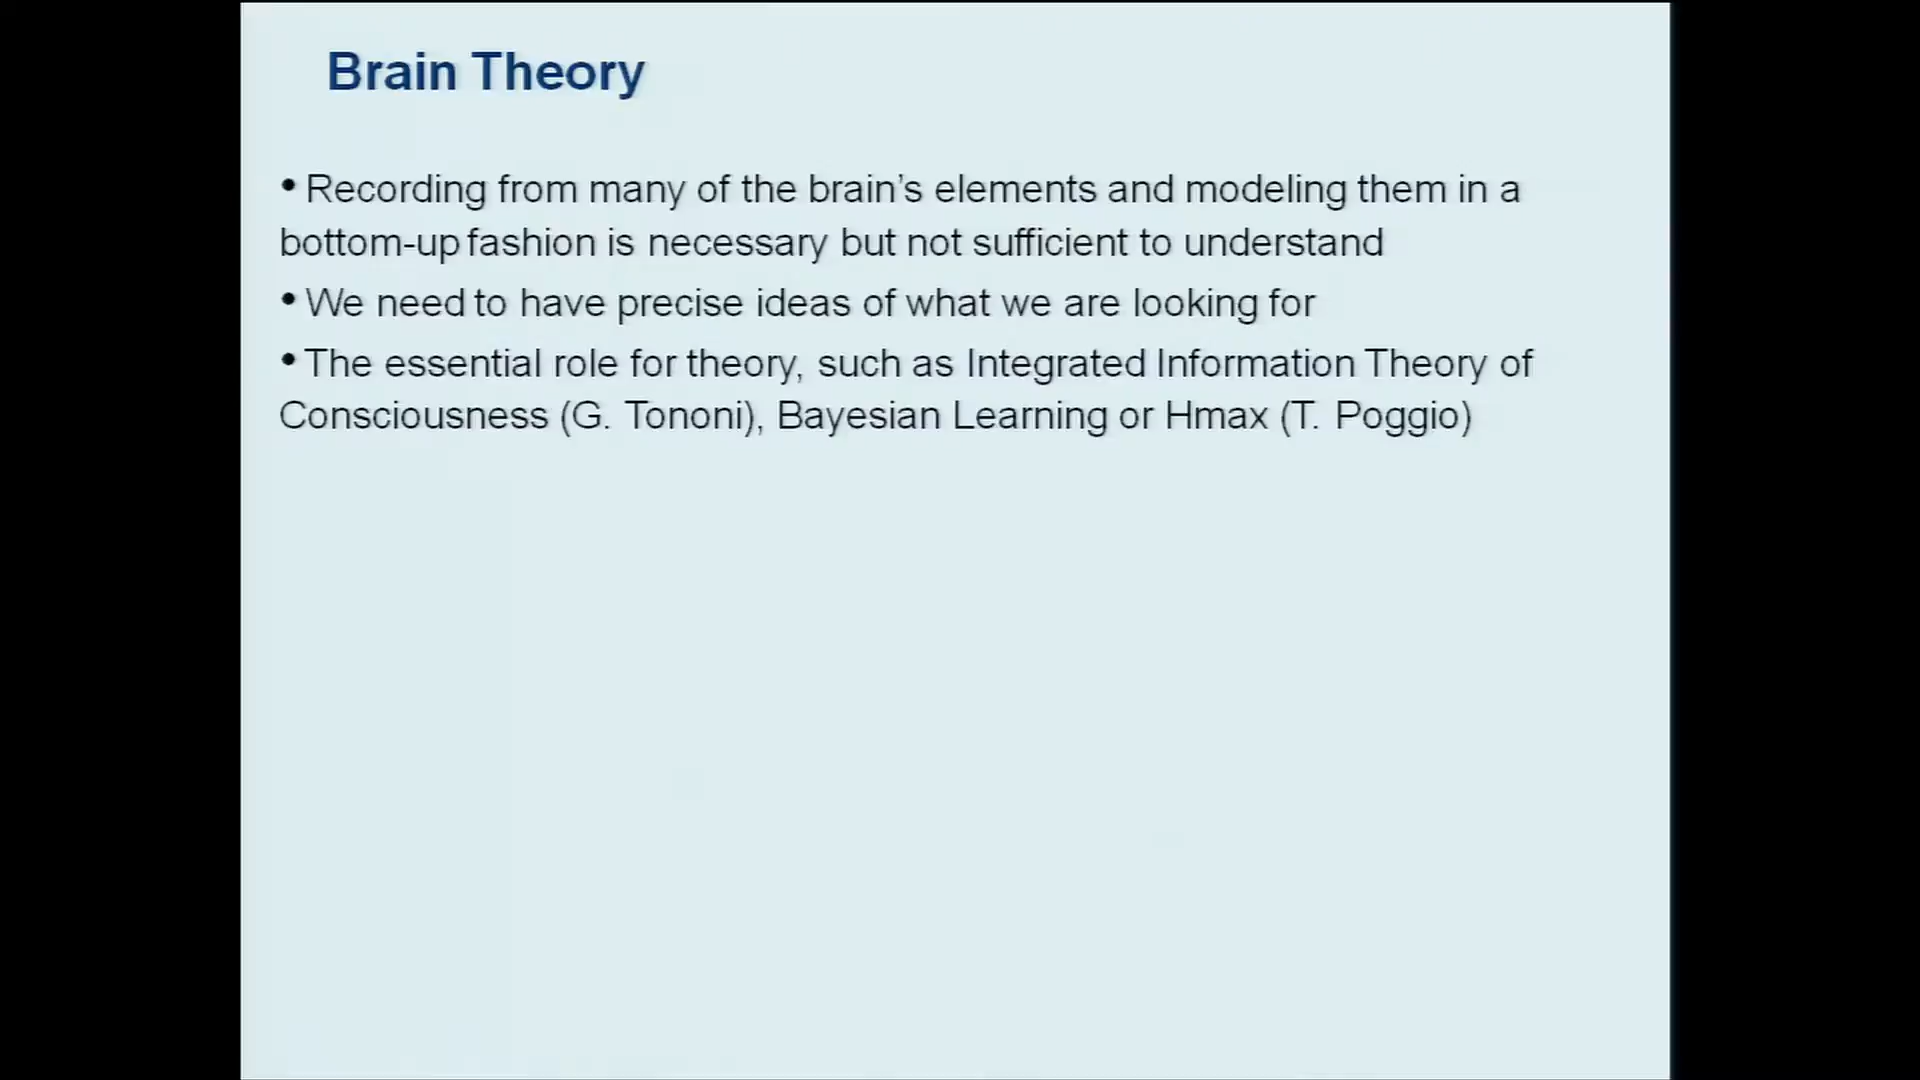 Brain Theory
• Recording from many of the brain’s elements and modeling them in a
bottom-up fashion is necessary but not sufficient to understand
• We need to have precise ideas of what we are looking for
• The essential role for theory, such as Integrated Information Theory of
Consciousness (G. Tononi), Bayesian Learning or Hmax (T. Poggio)